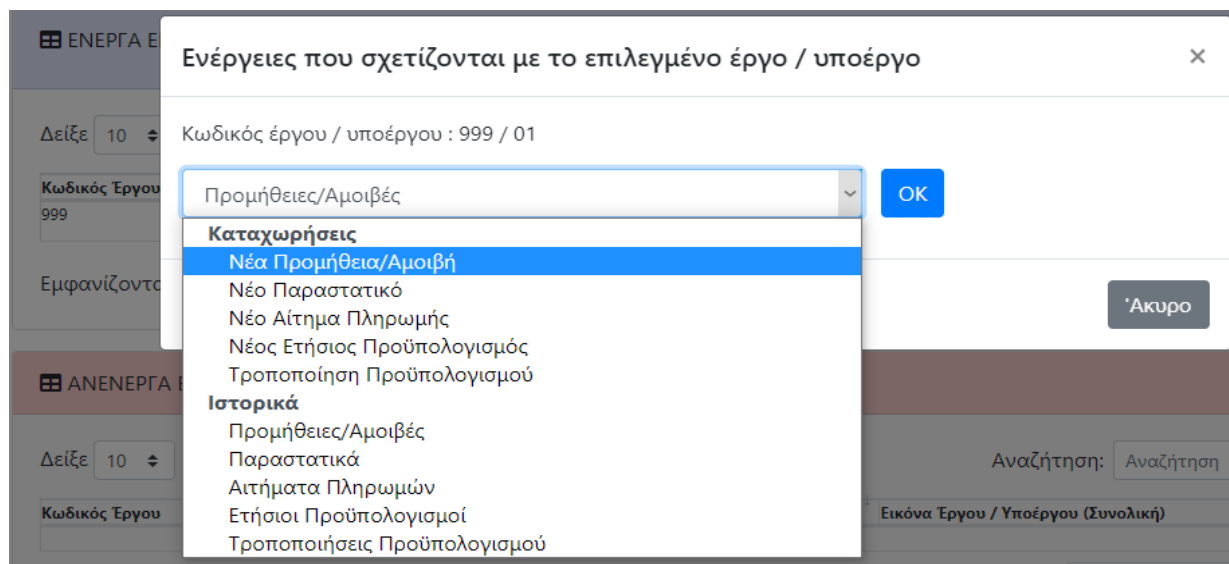 ΕΝΕΡΓΑ
Ενέργειες που σχετίζονται με το επιλεγμένο έργο / υποέργο
×
Δείξε 10
Κωδικός έργου / υποέργου : 999 / 01
Κωδικός Έργου
999
Προμήθειες/Αμοιβές
OK
Καταχωρήσεις
Νέα Προμήθεια/Αμοιβή
Νέο Παραστατικό
Νέο Αίτημα Πληρωμής
Νέος Ετήσιος Προϋπολογισμός
Τροποποίηση Προϋπολογισμού
Ιστορικά
Προμήθειες/Αμοιβές
Παραστατικά
Αιτήματα Πληρωμών
Ετήσιοι Προϋπολογισμοί
Τροποποιήσεις Προϋπολογισμού
'Ακυρο
ΑΝΕΝΕΡΓΑ
Δείξε 10
Αναζήτηση: Αναζήτηση
Κωδικός Έργου
Εικόνα Έργου / Υποέργου (Συνολική)